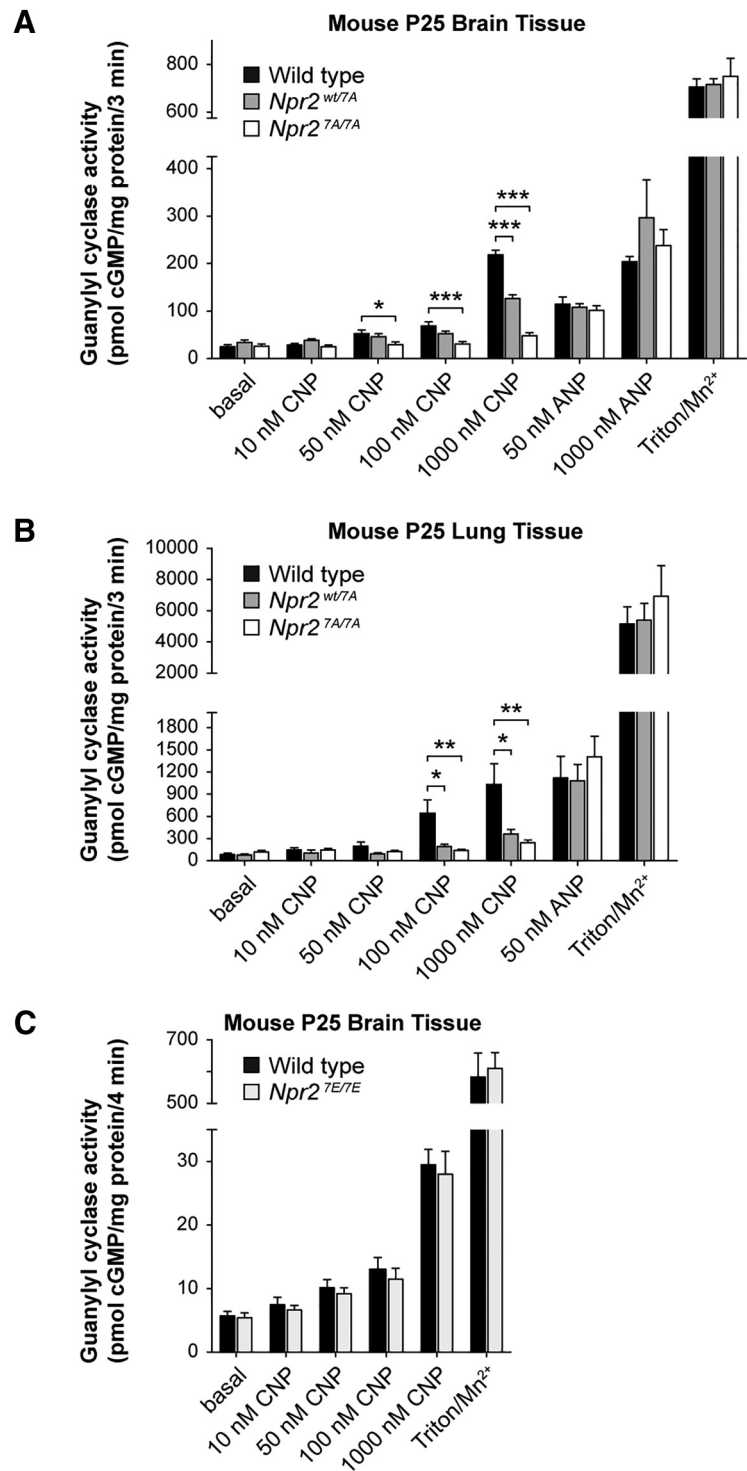 A
Mouse P25 Brain Tissue
Guanylyl cyclase activity
(pmol cGMP/mg protein/3 min)
800
600
400
300
200
100
0
Wild type
Npr2 wt/7A
Npr2 7A/7A
*
***
***
***
basal
10 nM CNP
50 nM CNP
100 nM CNP
1000 nM CNP
50 nM ANP
1000 nM ANP
Triton/Mn²⁺
B
Mouse P25 Lung Tissue
Guanylyl cyclase activity
(pmol cGMP/mg protein/3 min)
10000
8000
6000
4000
2000
1800
1500
1200
900
600
300
0
Wild type
Npr2 wt/7A
Npr2 7A/7A
**
*
**
*
basal
10 nM CNP
50 nM CNP
100 nM CNP
1000 nM CNP
50 nM ANP
Triton/Mn²⁺
C
Mouse P25 Brain Tissue
Guanylyl cyclase activity
(pmol cGMP/mg protein/4 min)
700
500
30
20
10
0
Wild type
Npr2 7E/7E
basal
10 nM CNP
50 nM CNP
100 nM CNP
1000 nM CNP
Triton/Mn²⁺